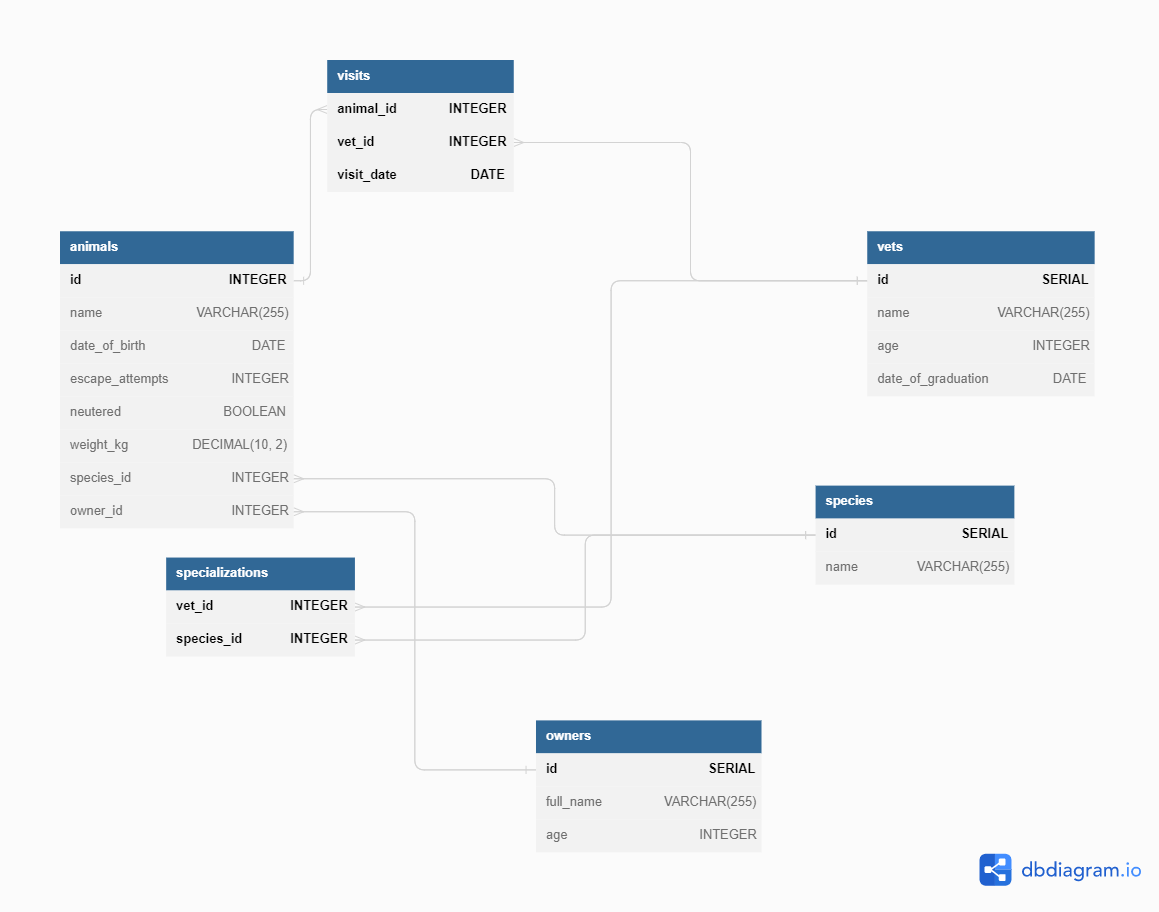 visits
animal_id INTEGER
vet_id INTEGER
visit_date DATE
animals
id INTEGER
name VARCHAR(255)
date_of_birth DATE
escape_attempts INTEGER
neutered BOOLEAN
weight_kg DECIMAL(10, 2)
species_id INTEGER
owner_id INTEGER
vets
id SERIAL
name VARCHAR(255)
age INTEGER
date_of_graduation DATE
species
id SERIAL
name VARCHAR(255)
specializations
vet_id INTEGER
species_id INTEGER
owners
id SERIAL
full_name VARCHAR(255)
age INTEGER
dbdiagram.io